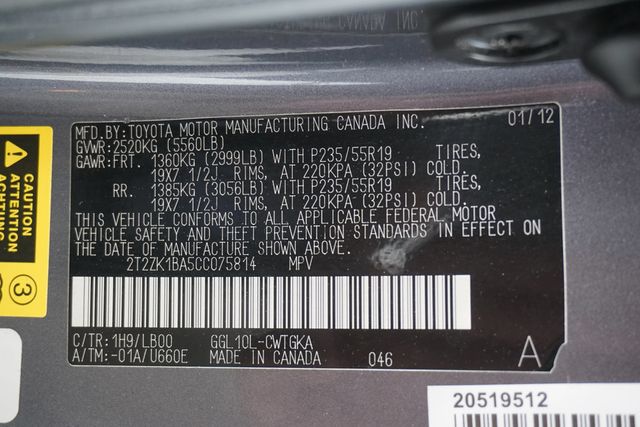 MFD.BY:TOYOTA MOTOR MANUFACTURING CANADA INC. 01/12
GVWR:2520KG (5560LB)
GAWR:FRT. 1360KG (2999LB) WITH P235/55R19 TIRES,
19X7 1/2J RIMS, AT 220KPA (32PSI) COLD.
RR. 1385KG (3056LB) WITH P235/55R19 TIRES,
19X7 1/2J RIMS, AT 220KPA (32PSI) COLD.
THIS VEHICLE CONFORMS TO ALL APPLICABLE FEDERAL MOTOR
VEHICLE SAFETY AND THEFT PREVENTION STANDARDS IN EFFECT ON
THE DATE OF MANUFACTURE SHOWN ABOVE.
2T2ZK1BA5CC075814 MPV
C/TR: 1H9/LB00 GGL10L-CWTGKA
A/TM: -01A/U660E MADE IN CANADA 046 A
CAUTION
ATTENTION
ACHTUNG
3
20519512